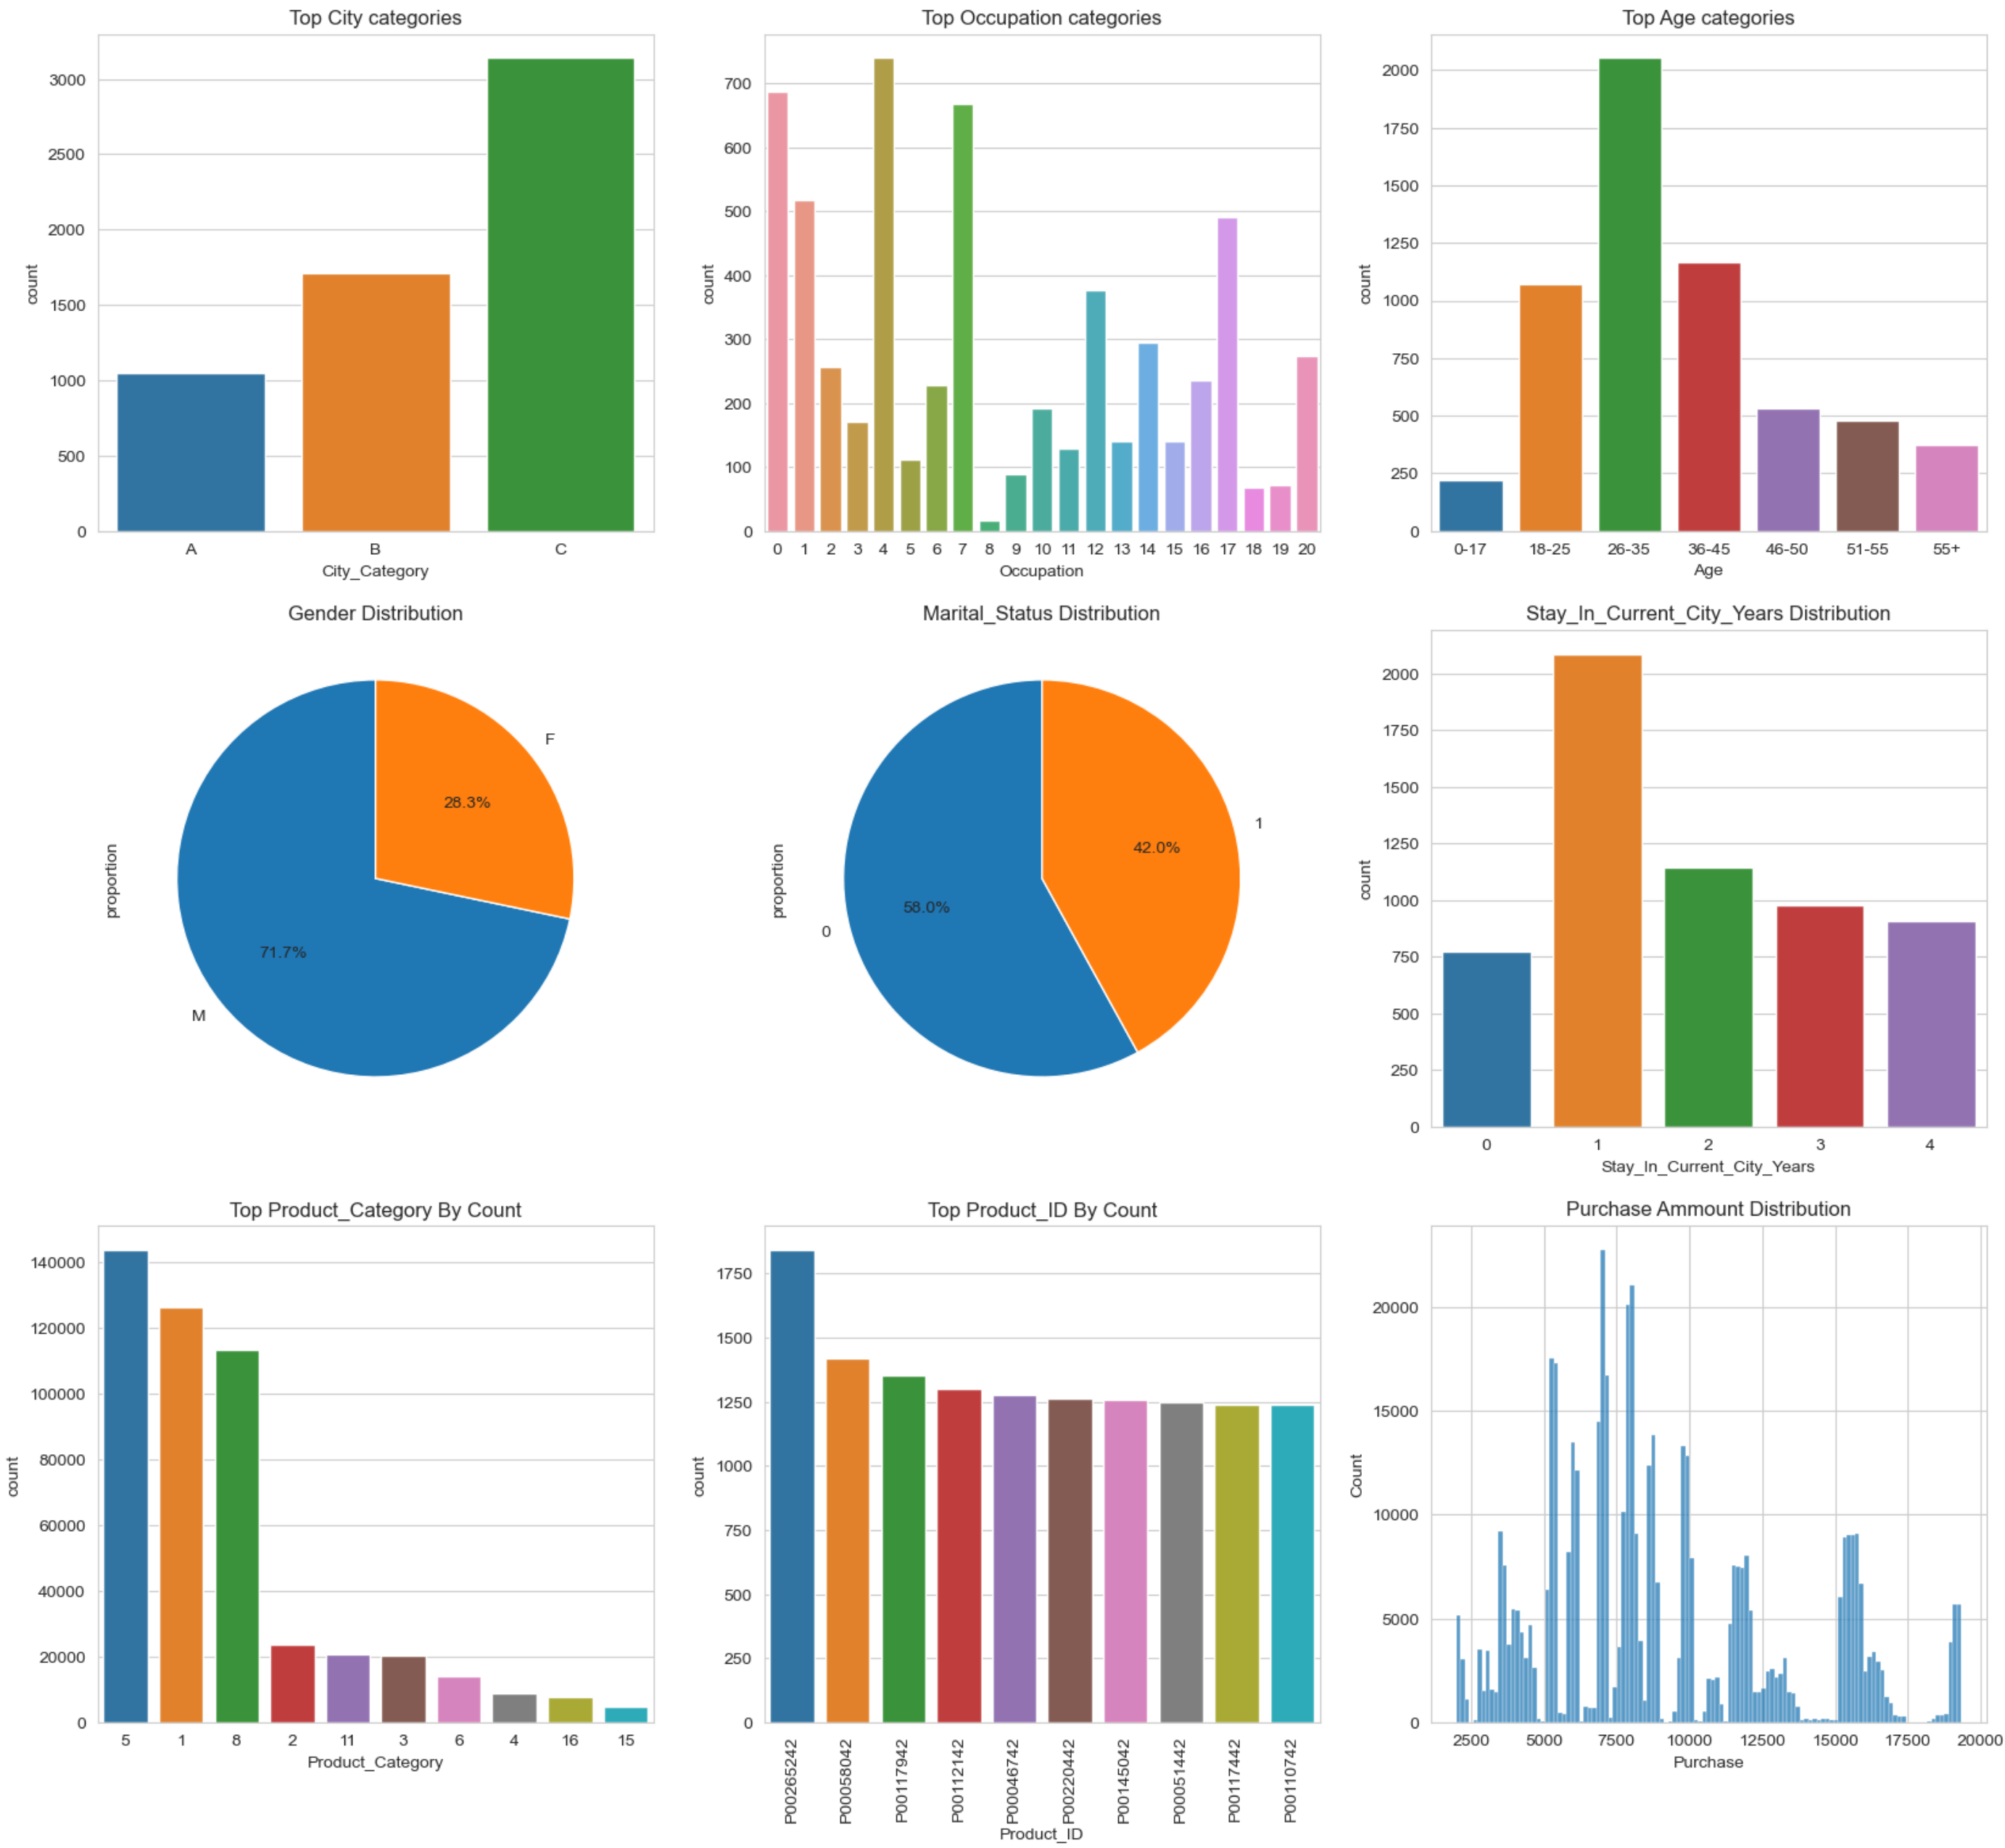 Top City categories
3000
2500
2000
1500
1000
500
0
count
A B C
City_Category
Top Occupation categories
700
600
500
400
300
200
100
0
count
0 1 2 3 4 5 6 7 8 9 10 11 12 13 14 15 16 17 18 19 20
Occupation
Top Age categories
2000
1750
1500
1250
1000
750
500
250
0
count
0-17 18-25 26-35 36-45 46-50 51-55 55+
Age
Gender Distribution
proportion
F
28.3%
71.7%
M
Marital_Status Distribution
proportion
1
42.0%
58.0%
0
Stay_In_Current_City_Years Distribution
2000
1750
1500
1250
1000
750
500
250
0
count
0 1 2 3 4
Stay_In_Current_City_Years
Top Product_Category By Count
140000
120000
100000
80000
60000
40000
20000
0
count
5 1 8 2 11 3 6 4 16 15
Product_Category
Top Product_ID By Count
1750
1500
1250
1000
750
500
250
0
count
P00265242
P00058042
P00117942
P00112142
P00046742
P00220442
P00145042
P00051442
P00117442
P00110742
Product_ID
Purchase Ammount Distribution
20000
15000
10000
5000
0
Count
2500 5000 7500 10000 12500 15000 17500 20000
Purchase